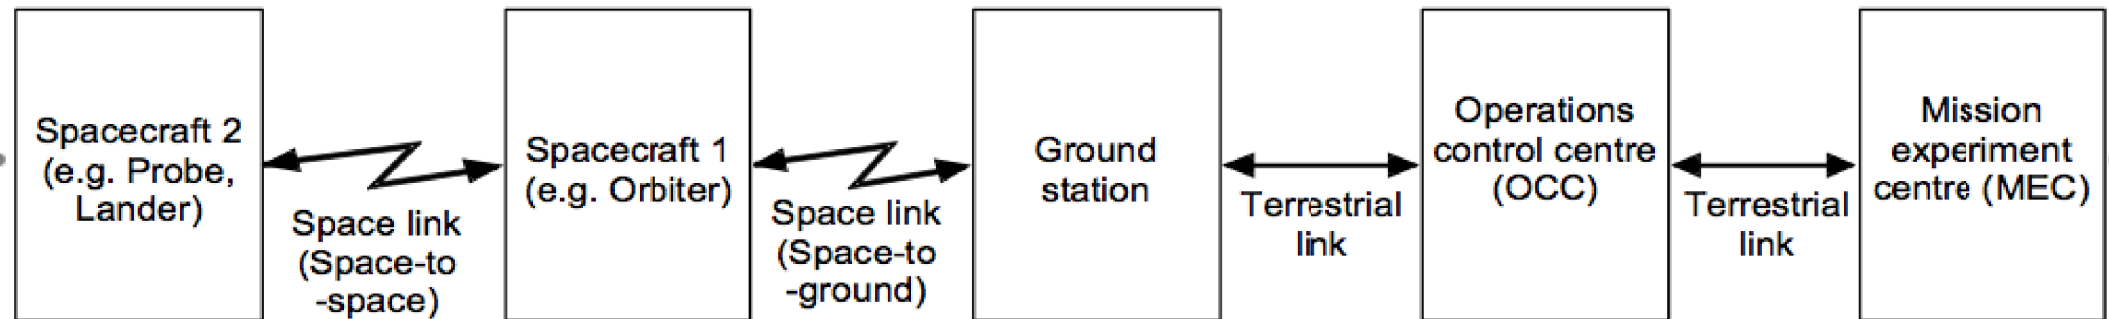 Spacecraft 2
(e.g. Probe,
Lander)
Space link
(Space-to
-space)
Spacecraft 1
(e.g. Orbiter)
Space link
(Space-to
-ground)
Ground
station
Terrestrial
link
Operations
control centre
(OCC)
Terrestrial
link
Mission
experiment
centre (MEC)